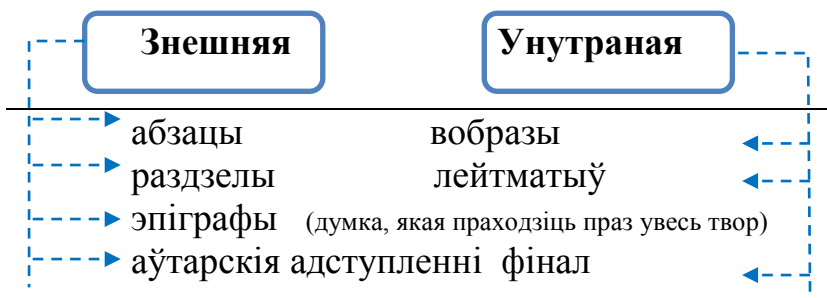 Знешняя Унутраная
абзацы вобразы
раздзелы лейтматыў
эпіграфы (думка, якая праходзіць праз увесь твор)
аўтарскія адступленні фінал